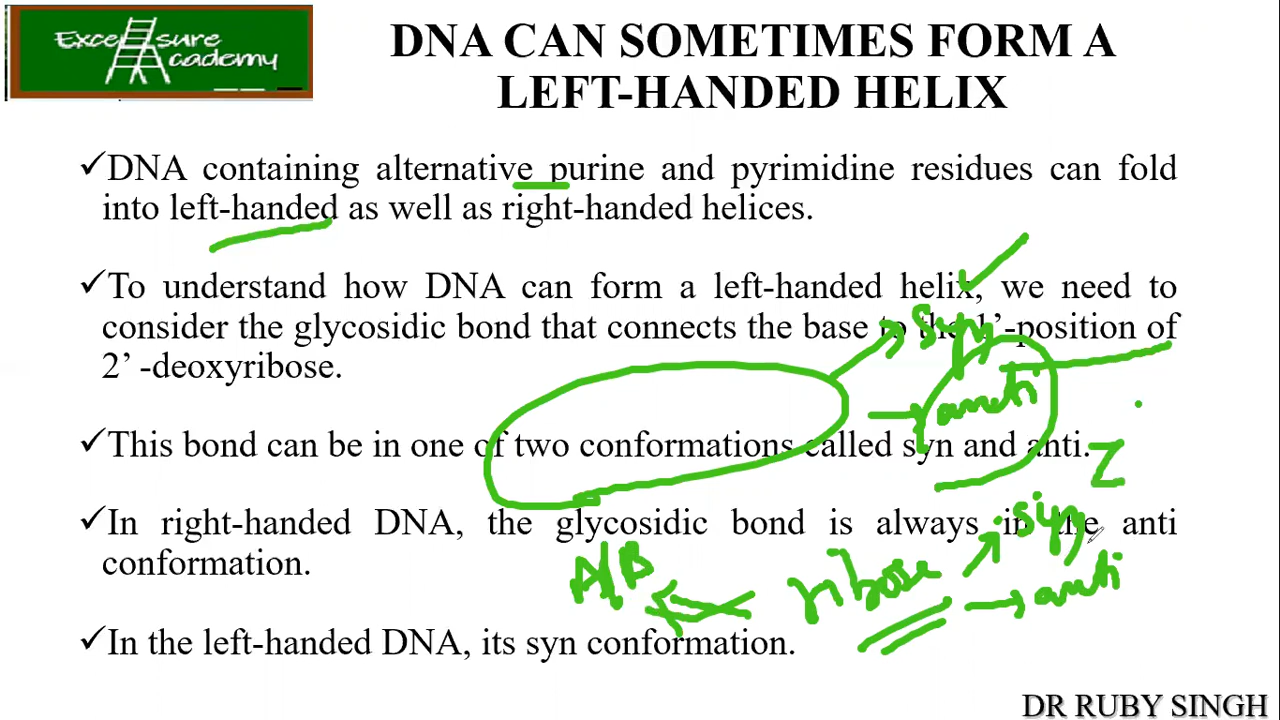 Excel sure
Academy
DNA CAN SOMETIMES FORM A
LEFT-HANDED HELIX
✓DNA containing alternative purine and pyrimidine residues can fold
into left-handed as well as right-handed helices.
✓To understand how DNA can form a left-handed helix, we need to
consider the glycosidic bond that connects the base to the 1’-position of
2’ -deoxyribose.
syn
anti
✓This bond can be in one of two conformations called syn and anti.
Z
✓In right-handed DNA, the glycosidic bond is always in the anti
conformation.
syn
A/B ribose anti
✓In the left-handed DNA, its syn conformation.
DR RUBY SINGH